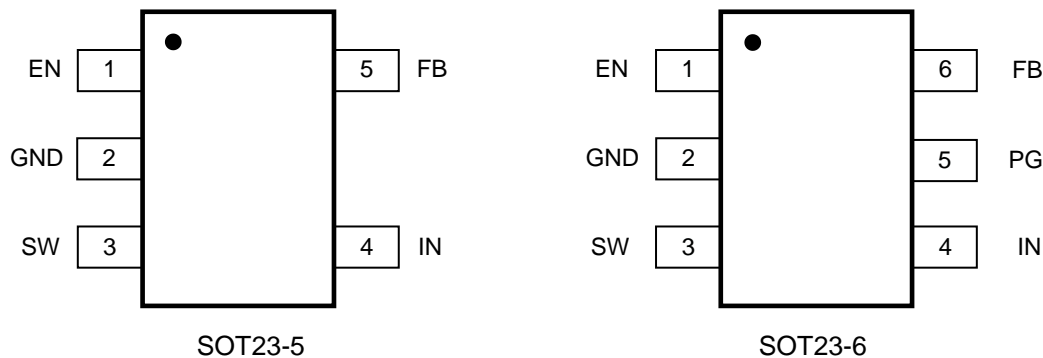 EN 1 5 FB
GND 2
SW 3 4 IN
SOT23-5
EN 1 6 FB
GND 2 5 PG
SW 3 4 IN
SOT23-6